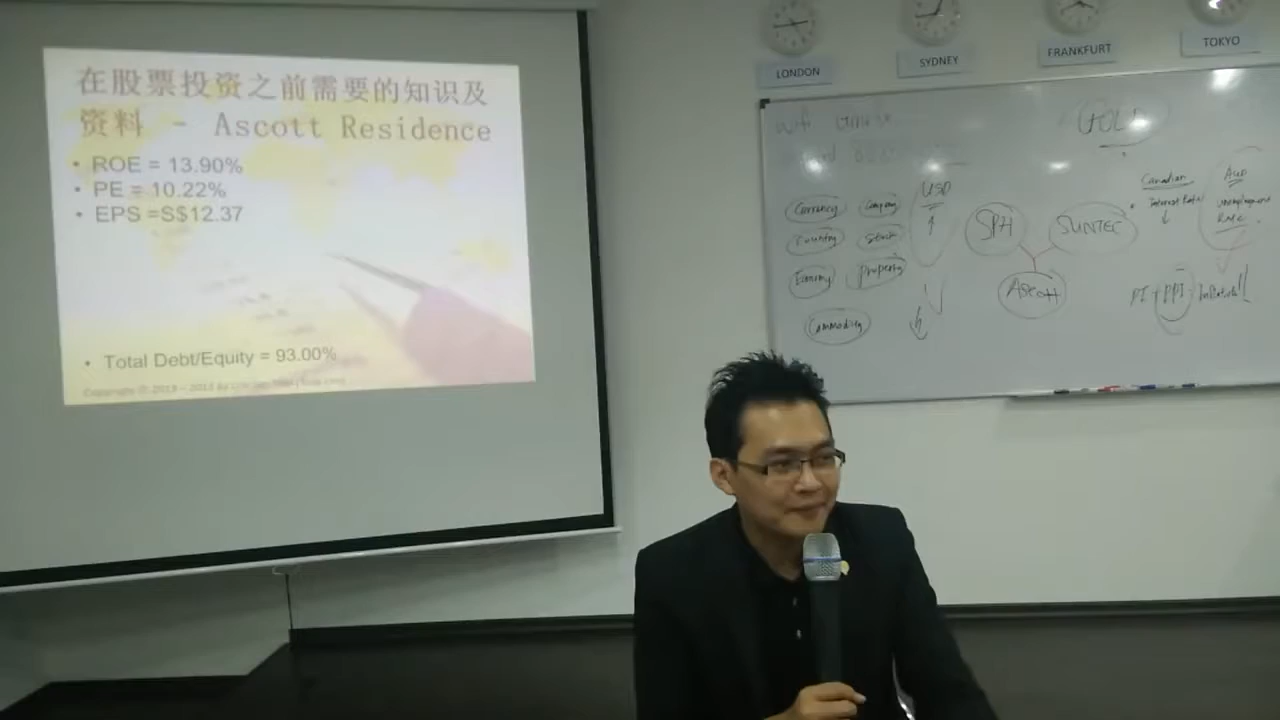 在股票投资之前需要的知识及
资料 - Ascott Residence
• ROE = 13.90%
• PE = 10.22%
• EPS =S$12.37
• Total Debt/Equity = 93.00%
LONDON
SYDNEY
FRANKFURT
TOKYO
wifi
Currency
Company
USD
Country
Stock
Economy
Property
Commodity
SPH
SUNTEC
Ascott
Canadian
Interest Rate
AUD
unemployment
Rate
PPI
Inflation